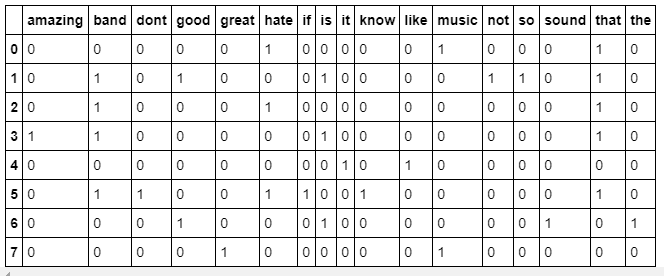 amazing band dont good great hate if is it know like music not so sound that the
0 0 0 0 0 0 1 0 0 0 0 0 1 0 0 0 1 0
1 0 1 0 1 0 0 0 1 0 0 0 0 1 1 0 1 0
2 0 1 0 0 0 1 0 0 0 0 0 0 0 0 0 1 0
3 1 1 0 0 0 0 0 1 0 0 0 0 0 0 0 1 0
4 0 0 0 0 0 0 0 0 1 0 1 0 0 0 0 0 0
5 0 1 1 0 0 1 1 0 0 1 0 0 0 0 0 1 0
6 0 0 0 1 0 0 0 1 0 0 0 0 0 0 1 0 1
7 0 0 0 0 1 0 0 0 0 0 0 1 0 0 0 0 0